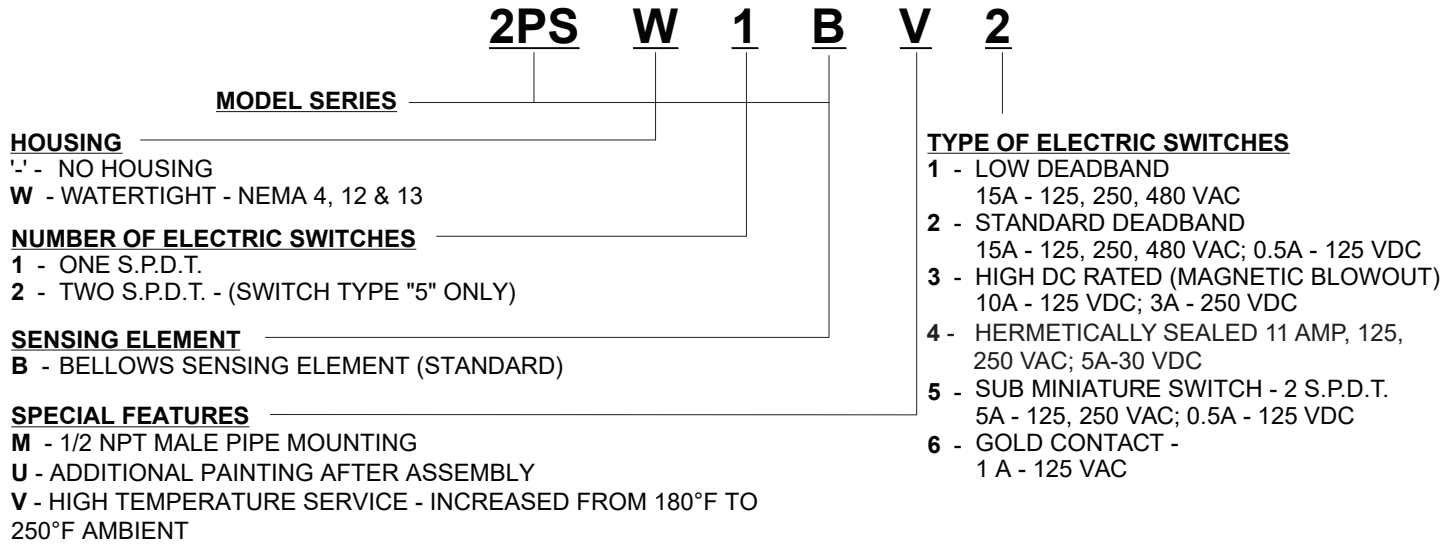 2PS W 1 B V 2
MODEL SERIES
HOUSING
'-' - NO HOUSING
W - WATERTIGHT - NEMA 4, 12 & 13
NUMBER OF ELECTRIC SWITCHES
1 - ONE S.P.D.T.
2 - TWO S.P.D.T. - (SWITCH TYPE "5" ONLY)
SENSING ELEMENT
B - BELLOWS SENSING ELEMENT (STANDARD)
SPECIAL FEATURES
M - 1/2 NPT MALE PIPE MOUNTING
U - ADDITIONAL PAINTING AFTER ASSEMBLY
V - HIGH TEMPERATURE SERVICE - INCREASED FROM 180°F TO
250°F AMBIENT
TYPE OF ELECTRIC SWITCHES
1 - LOW DEADBAND
15A - 125, 250, 480 VAC
2 - STANDARD DEADBAND
15A - 125, 250, 480 VAC; 0.5A - 125 VDC
3 - HIGH DC RATED (MAGNETIC BLOWOUT)
10A - 125 VDC; 3A - 250 VDC
4 - HERMETICALLY SEALED 11 AMP, 125,
250 VAC; 5A-30 VDC
5 - SUB MINIATURE SWITCH - 2 S.P.D.T.
5A - 125, 250 VAC; 0.5A - 125 VDC
6 - GOLD CONTACT -
1 A - 125 VAC